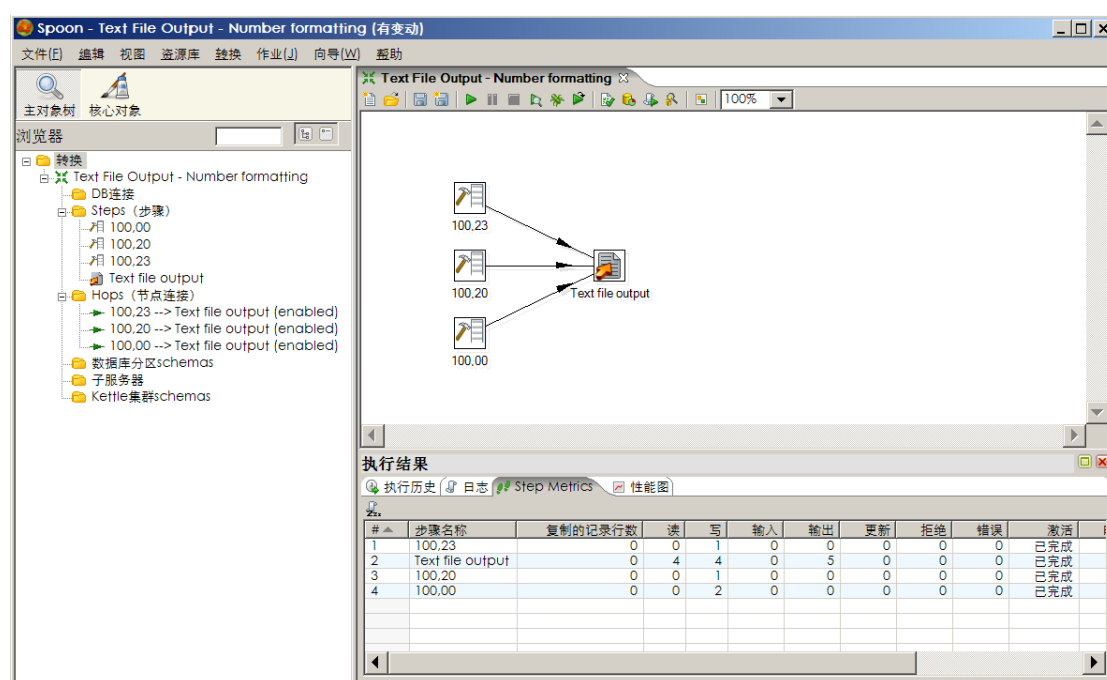 Spoon - Text File Output - Number formatting (有变动)
文件(F) 编辑 视图 资源库 转换 作业(J) 向导(W) 帮助
主对象树 核心对象
浏览器
转换
Text File Output - Number formatting
DB连接
Steps（步骤）
100,00
100,20
100,23
Text file output
Hops（节点连接）
100,23 --> Text file output (enabled)
100,20 --> Text file output (enabled)
100,00 --> Text file output (enabled)
数据库分区schemas
子服务器
Kettle集群schemas
Text File Output - Number formatting
100%
100,23
100,20
Text file output
100,00
执行结果
执行历史 日志 Step Metrics 性能图
# 步骤名称 复制的记录行数 读 写 输入 输出 更新 拒绝 错误 激活
1 100,23 0 0 1 0 0 0 0 0 已完成
2 Text file output 0 4 4 0 5 0 0 0 已完成
3 100,20 0 0 1 0 0 0 0 0 已完成
4 100,00 0 0 2 0 0 0 0 0 已完成